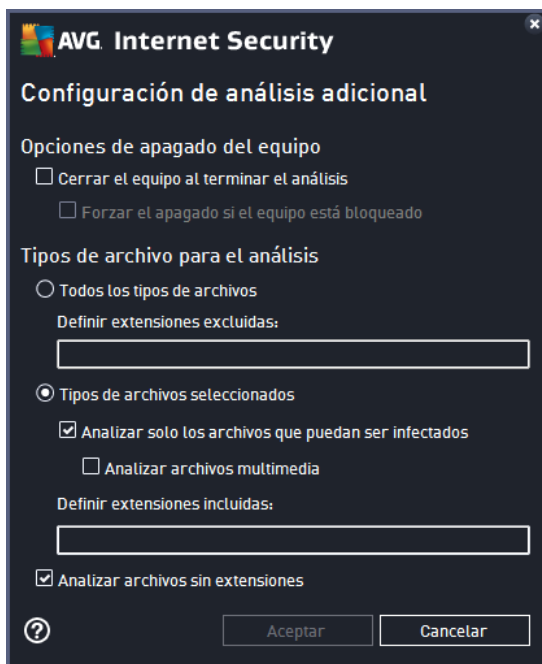 AVG Internet Security
Configuración de análisis adicional
Opciones de apagado del equipo
Cerrar el equipo al terminar el análisis
Forzar el apagado si el equipo está bloqueado
Tipos de archivo para el análisis
Todos los tipos de archivos
Definir extensiones excluidas:
Tipos de archivos seleccionados
Analizar solo los archivos que puedan ser infectados
Analizar archivos multimedia
Definir extensiones incluidas:
Analizar archivos sin extensiones
Aceptar
Cancelar